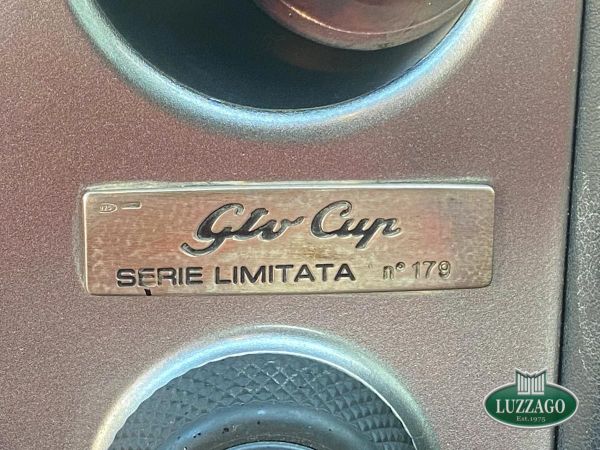 Gtv Cup
SERIE LIMITATA n° 179
LUZZAGO
Est.1975